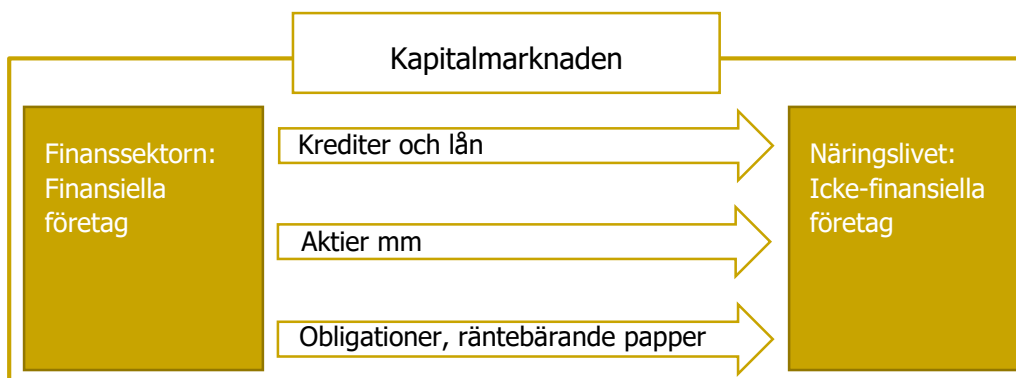 Kapitalmarknaden
Finanssektorn:
Finansiella
företag
Krediter och lån
Aktier mm
Obligationer, räntebärande papper
Näringslivet:
Icke-finansiella
företag